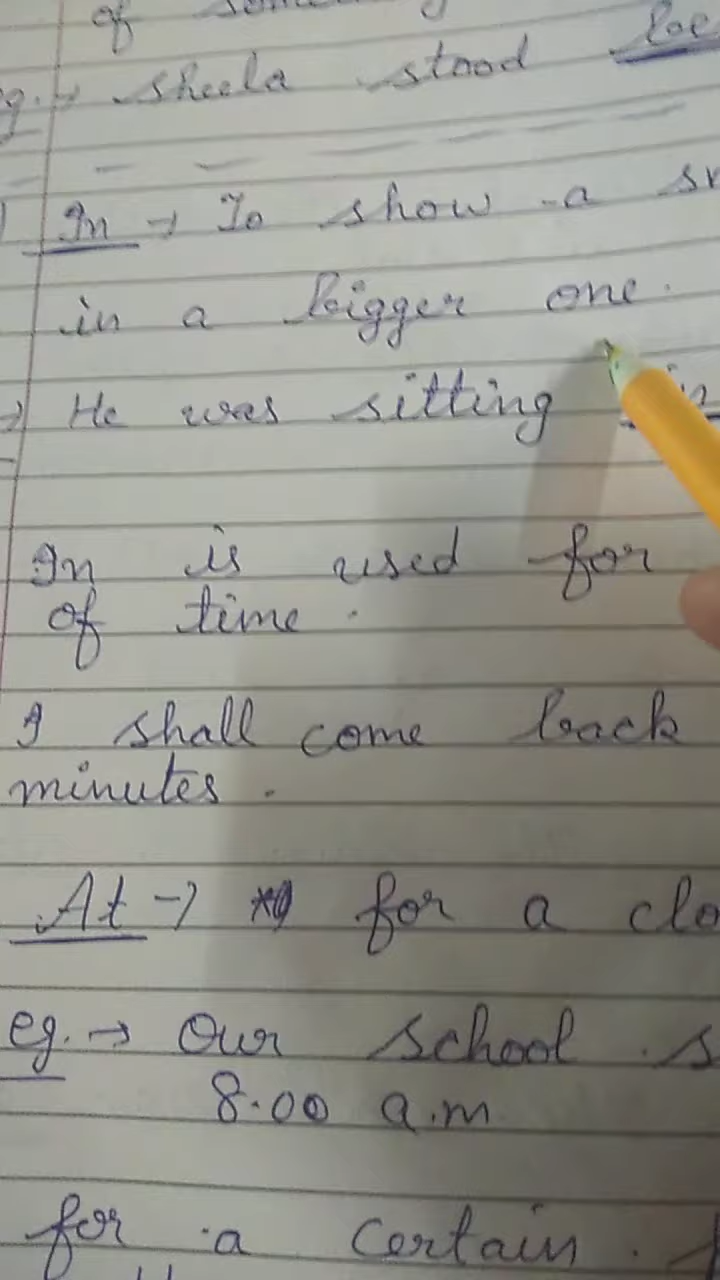 of
eg. → Sheela stood
In → To show a
in a bigger one.
→ He was sitting in
In is used for
of time.
I shall come back
minutes.
At → for a
eg. → Our school
8.00 a.m
for a certain